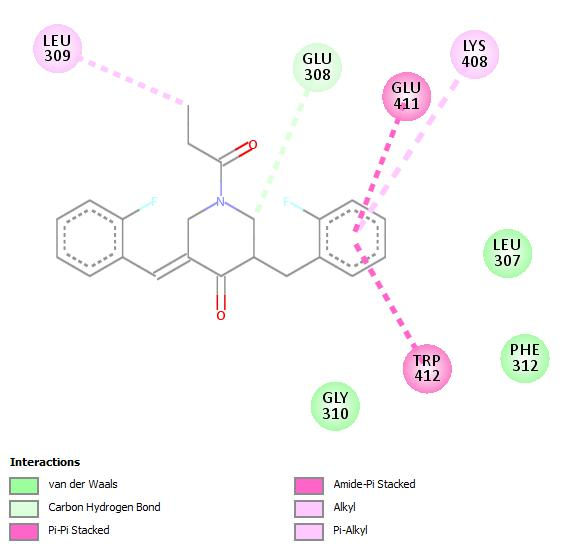 LEU
309
GLU
308
LYS
408
GLU
411
O
N
F
F
LEU
307
O
PHE
312
TRP
412
GLY
310
Interactions
van der Waals
Carbon Hydrogen Bond
Pi-Pi Stacked
Amide-Pi Stacked
Alkyl
Pi-Alkyl